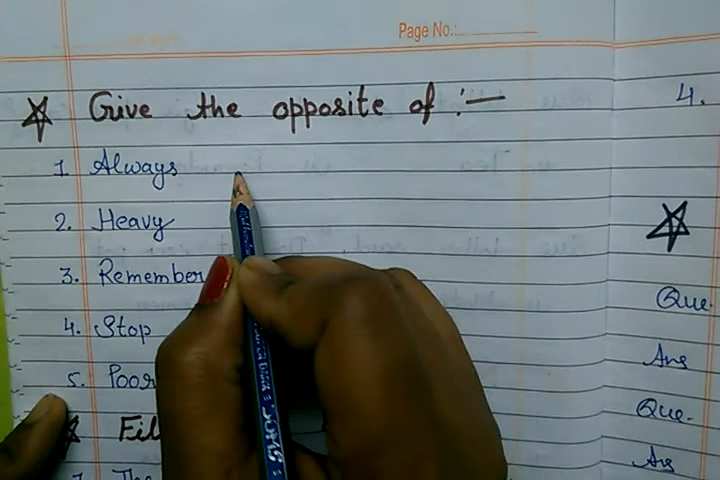 Page No.:
Give the opposite of :-
1. Always
2. Heavy
3. Remember
4. Stop
5. Poor
4.
Que.
Ans
Que.
Ans